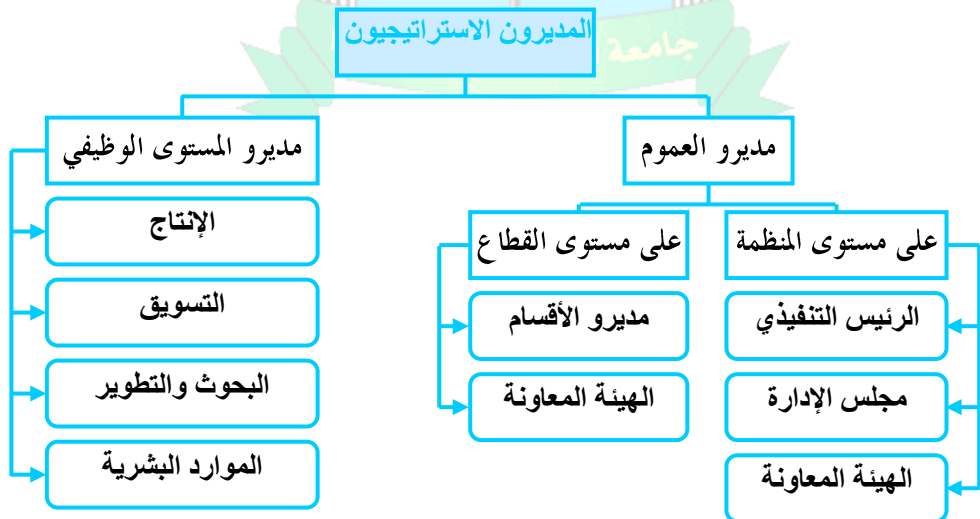 المديرون الاستراتيجيون
جامعة
مديرو العموم
مديرو المستوى الوظيفي
على مستوى المنظمة
على مستوى القطاع
الرئيس التنفيذي
مجلس الإدارة
الهيئة المعاونة
مديرو الأقسام
الهيئة المعاونة
الإنتاج
التسويق
البحوث والتطوير
الموارد البشرية